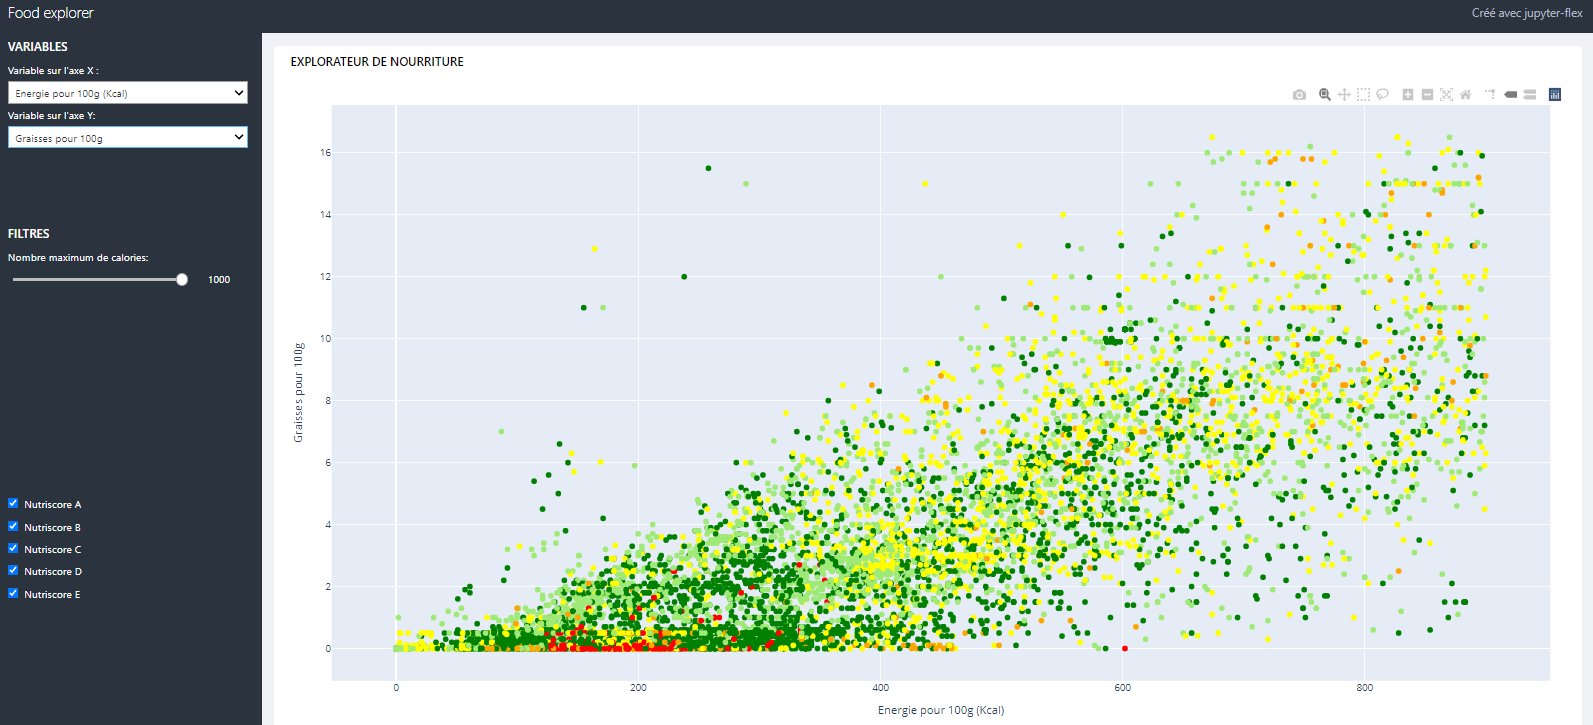 Food explorer
Créé avec jupyter-flex
VARIABLES
Variable sur l'axe X :
Energie pour 100g (Kcal)
Variable sur l'axe Y:
Graisses pour 100g
FILTRES
Nombre maximum de calories:
1000
Nutriscore A
Nutriscore B
Nutriscore C
Nutriscore D
Nutriscore E
EXPLORATEUR DE NOURRITURE
16
14
12
10
8
6
4
2
0
Graisses pour 100g
0 200 400 600 800
Energie pour 100g (Kcal)